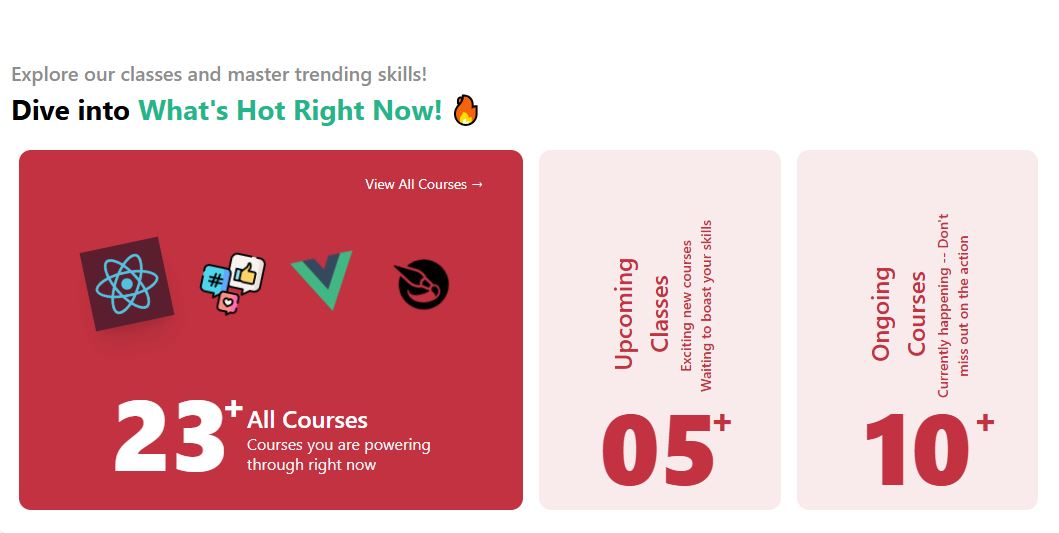 Explore our classes and master trending skills!
Dive into What's Hot Right Now! 🔥
View All Courses →
#
23+
All Courses
Courses you are powering
through right now
Upcoming
Classes
Exciting new courses
Waiting to boast your skills
05+
Ongoing
Courses
Currently happening -- Don't
miss out on the action
10+